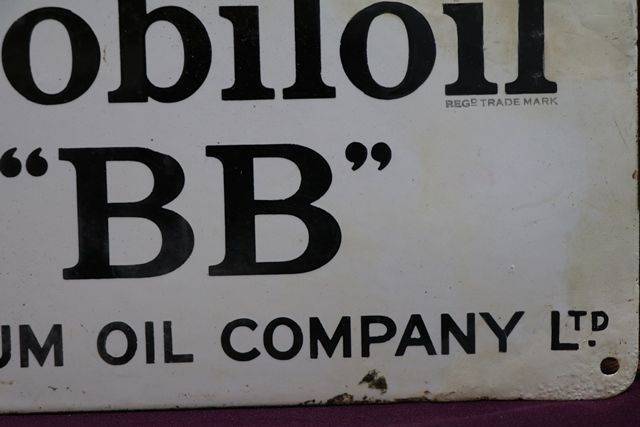 obiloil
REGD TRADE MARK
“BB”
UM OIL COMPANY LTD.